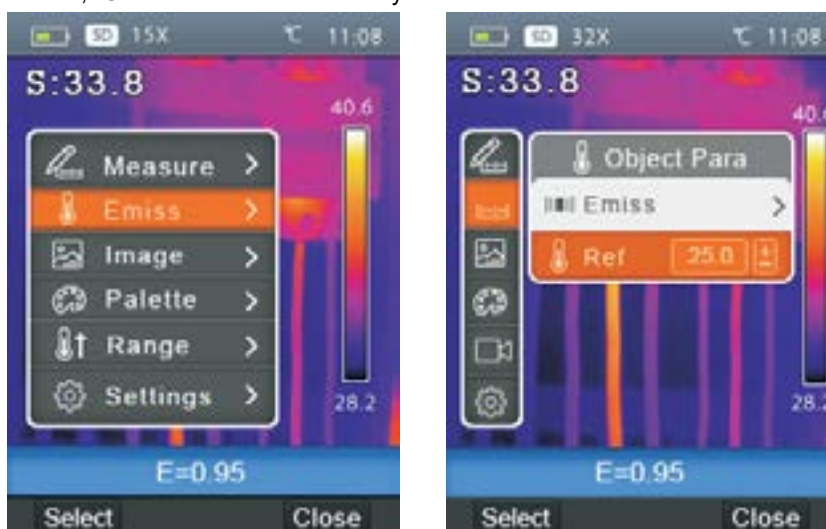 SD 15X °C 11:08
S:33.8
40.6
Measure >
Emiss >
Image >
Palette >
Range >
Settings >
28.2
E=0.95
Select Close
SD 32X °C 11:08
S:33.8
40.6
Object Para
Emiss >
Ref 25.0 ±
28.2
E=0.95
Select Close